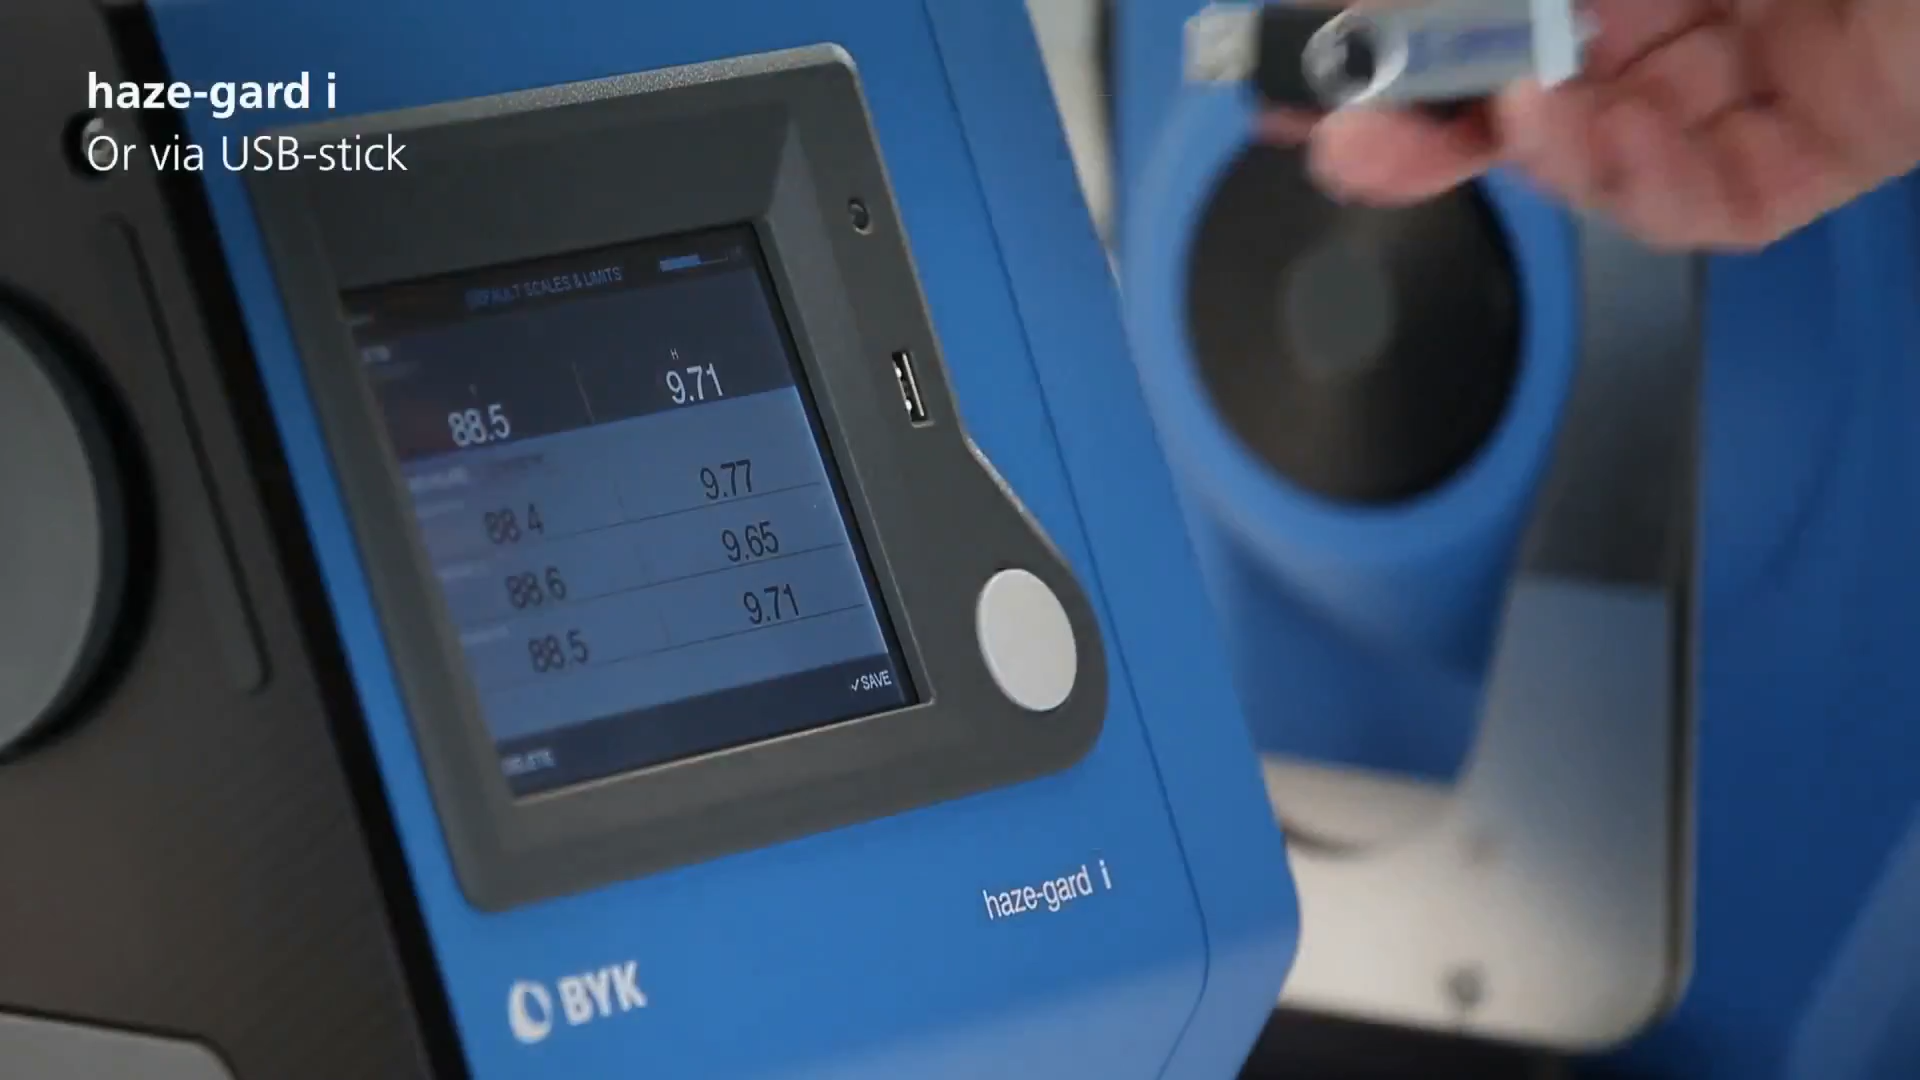 haze-gard i
Or via USB-stick
DEFAULT SCALES & LIMITS
H
88.5 9.71
88.4 9.77
88.6 9.65
88.5 9.71
✓SAVE
DELETE
haze-gard i
BYK